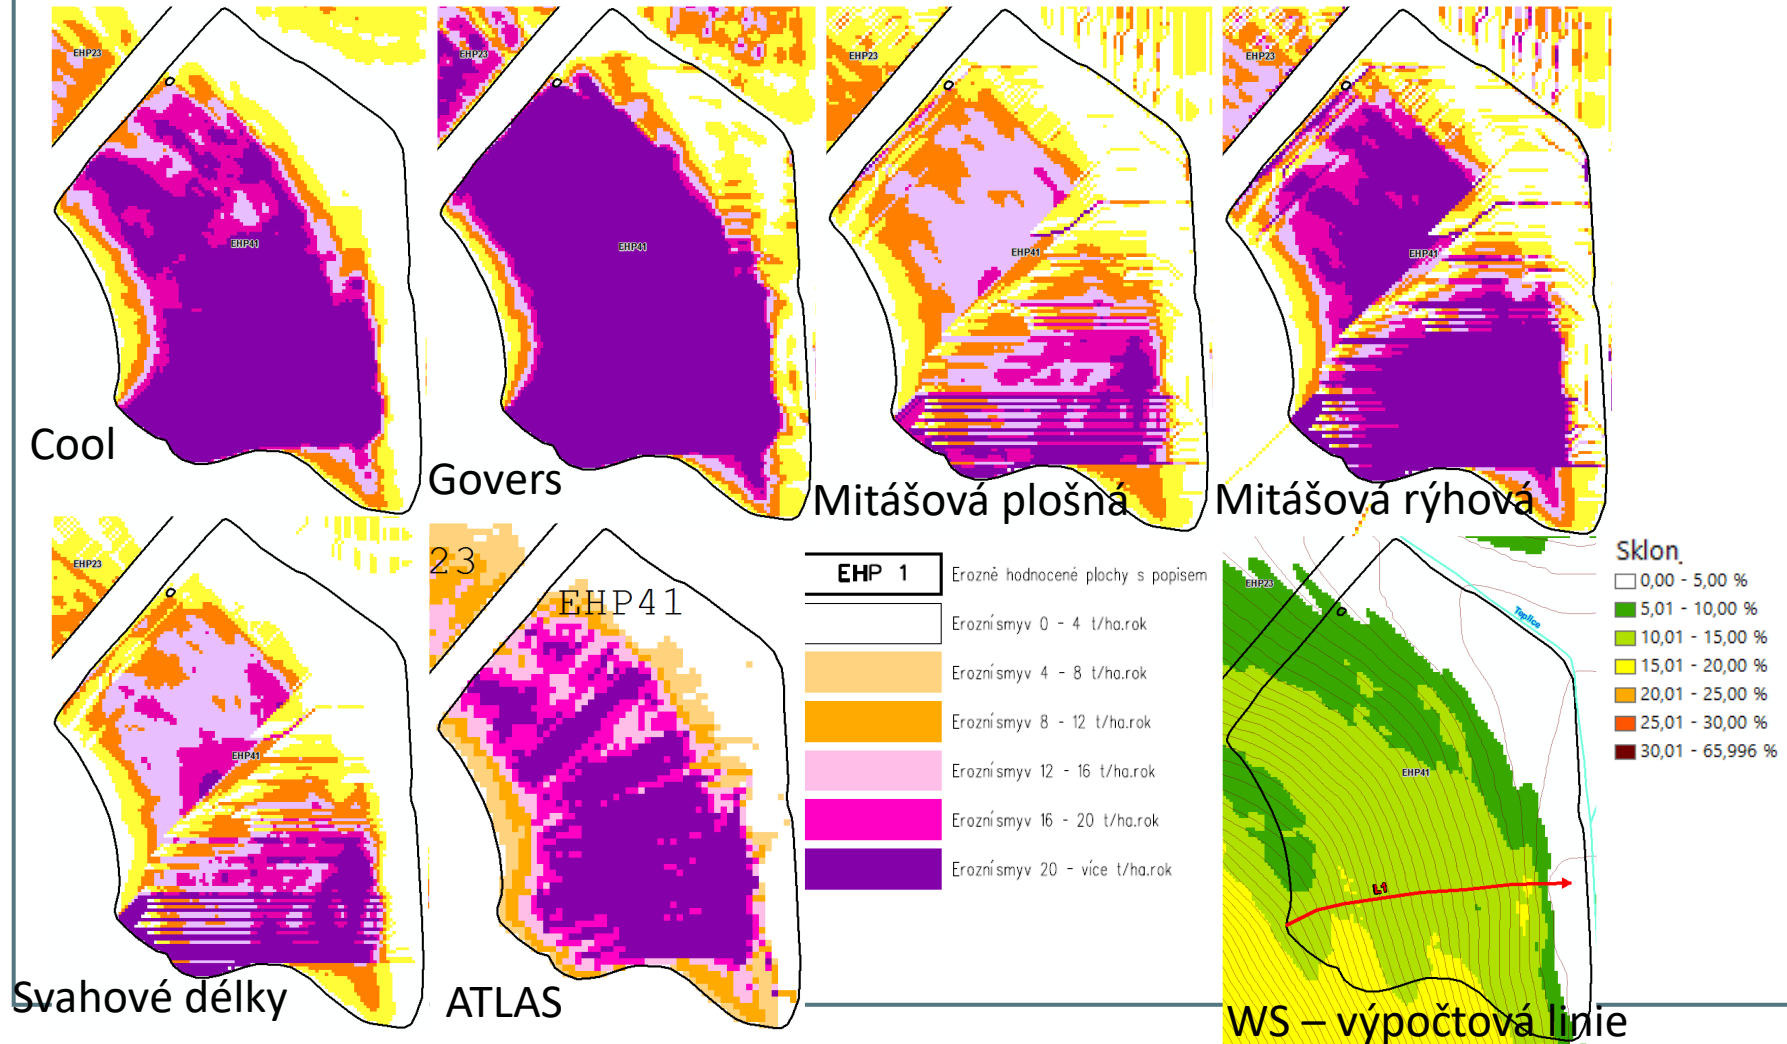 EHP23
EHP41
Cool
EHP23
EHP41
Govers
EHP23
EHP41
Mitášová plošná
EHP23
EHP41
Mitášová rýhová
EHP23
EHP41
Svahové délky
23
EHP41
ATLAS
EHP 1 Erozně hodnocené plochy s popisem
Erozní smyv 0 - 4 t/ha.rok
Erozní smyv 4 - 8 t/ha.rok
Erozní smyv 8 - 12 t/ha.rok
Erozní smyv 12 - 16 t/ha.rok
Erozní smyv 16 - 20 t/ha.rok
Erozní smyv 20 - více t/ha.rok
EHP23
Teplice
EHP41
L1
WS – výpočtová linie
Sklon
0,00 - 5,00 %
5,01 - 10,00 %
10,01 - 15,00 %
15,01 - 20,00 %
20,01 - 25,00 %
25,01 - 30,00 %
30,01 - 65,996 %